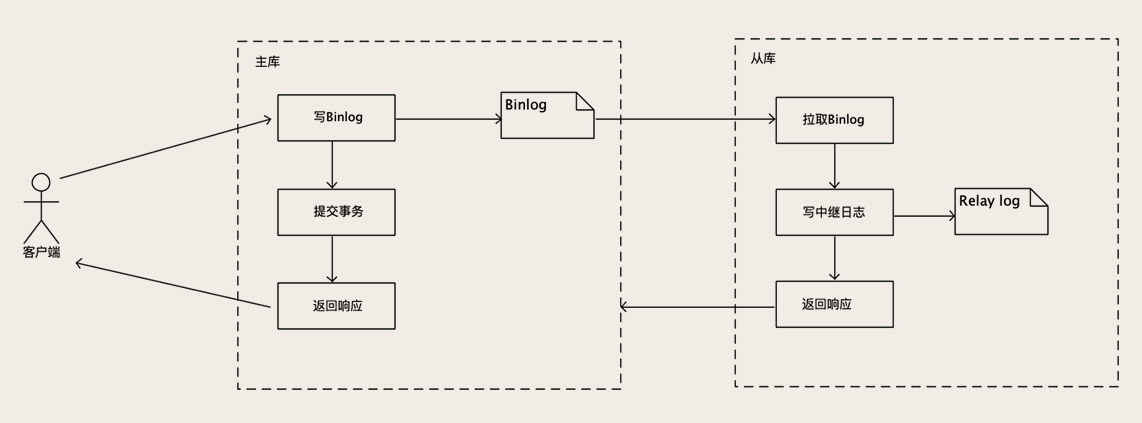 主库
写Binlog
Binlog
提交事务
返回响应
客户端
从库
拉取Binlog
写中继日志
Relay log
返回响应